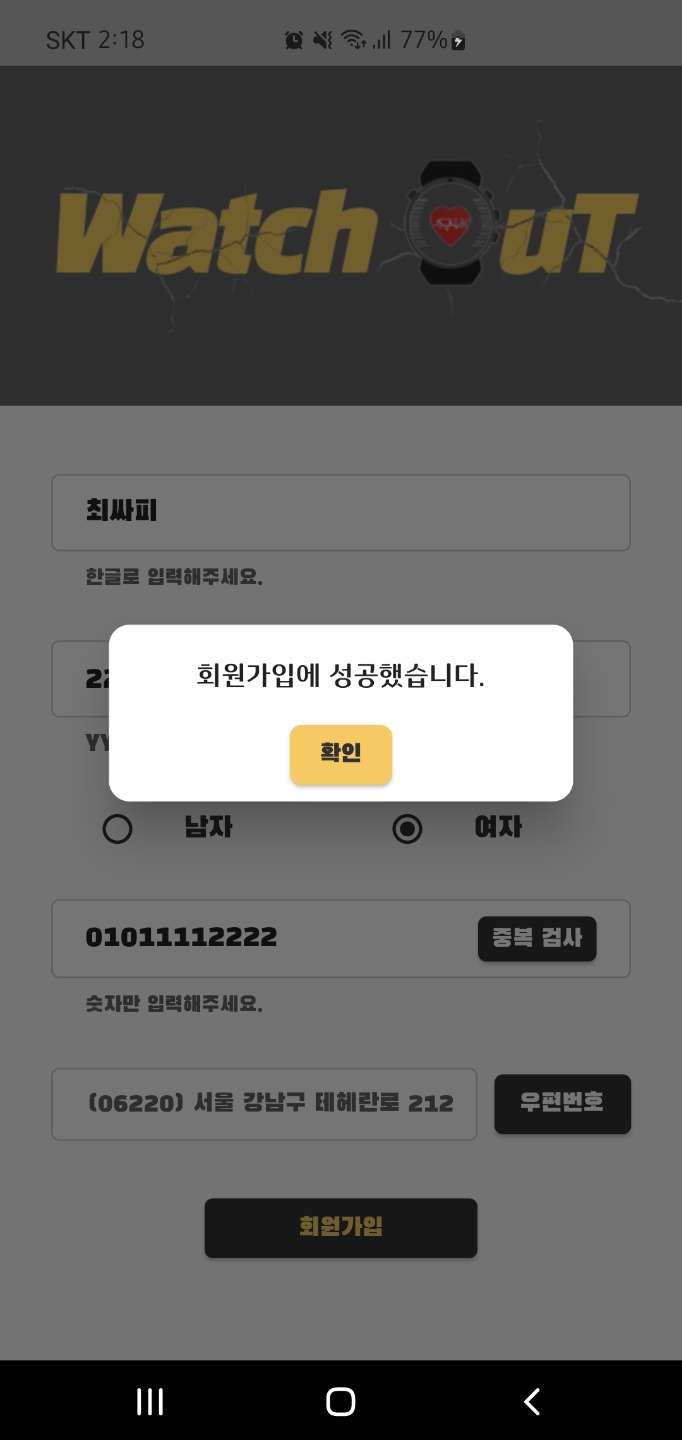 SKT 2:18 77%
Watch OuT
최싸피
한글로 입력해주세요.
회원가입에 성공했습니다.
22
YY
확인
남자 여자
01011112222 중복 검사
숫자만 입력해주세요.
(06220) 서울 강남구 테헤란로 212 우편번호
회원가입